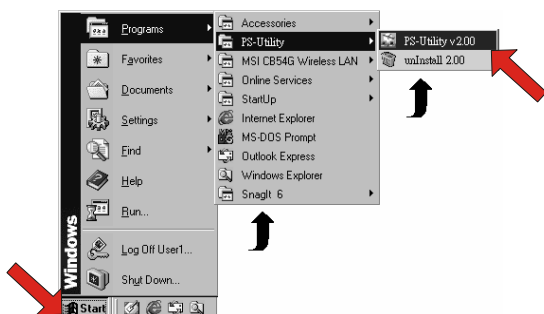 Programs
Favorites
Documents
Settings
Find
Help
Run...
Log Off User1...
Shut Down...
Windows
Start
Accessories
PS-Utility
MSI CB54G Wireless LAN
Online Services
StartUp
Internet Explorer
MS-DOS Prompt
Outlook Express
Windows Explorer
SnagIt 6
PS-Utility v2.00
unInstall 2.00